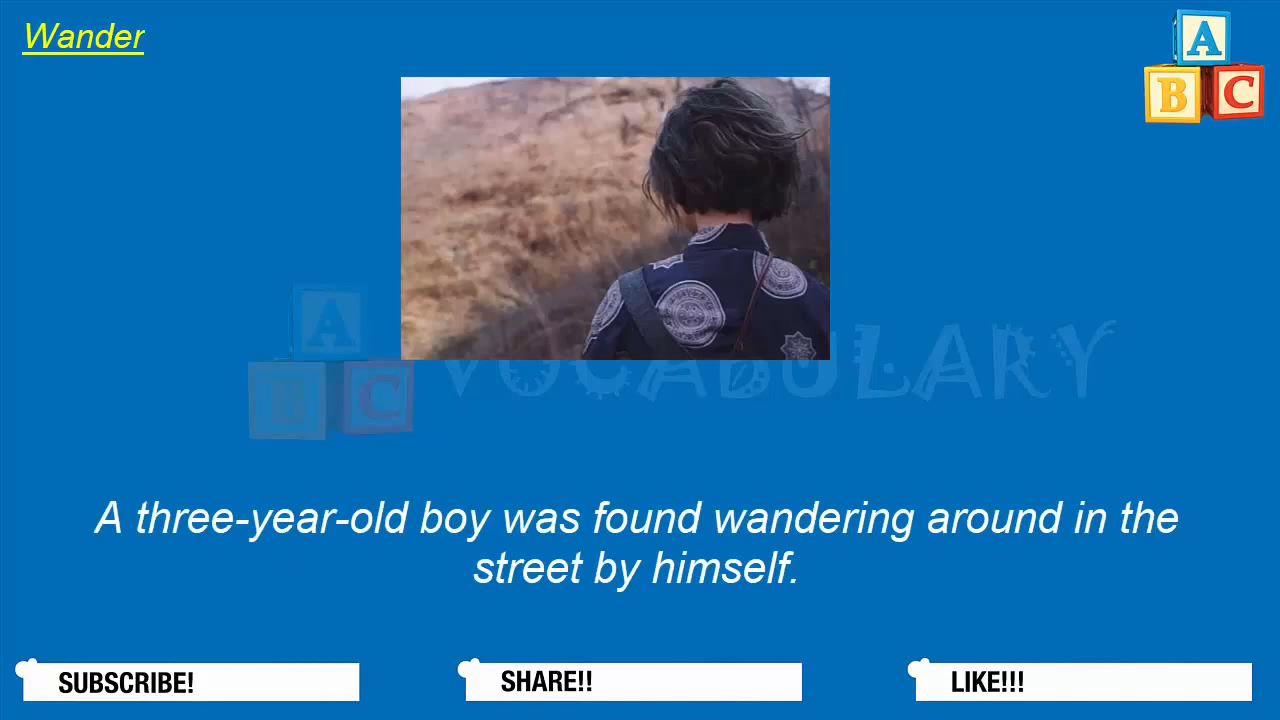 Wander
A
B C
A
B C
VOCABULARY
A three-year-old boy was found wandering around in the
street by himself.
SUBSCRIBE!
SHARE!!
LIKE!!!